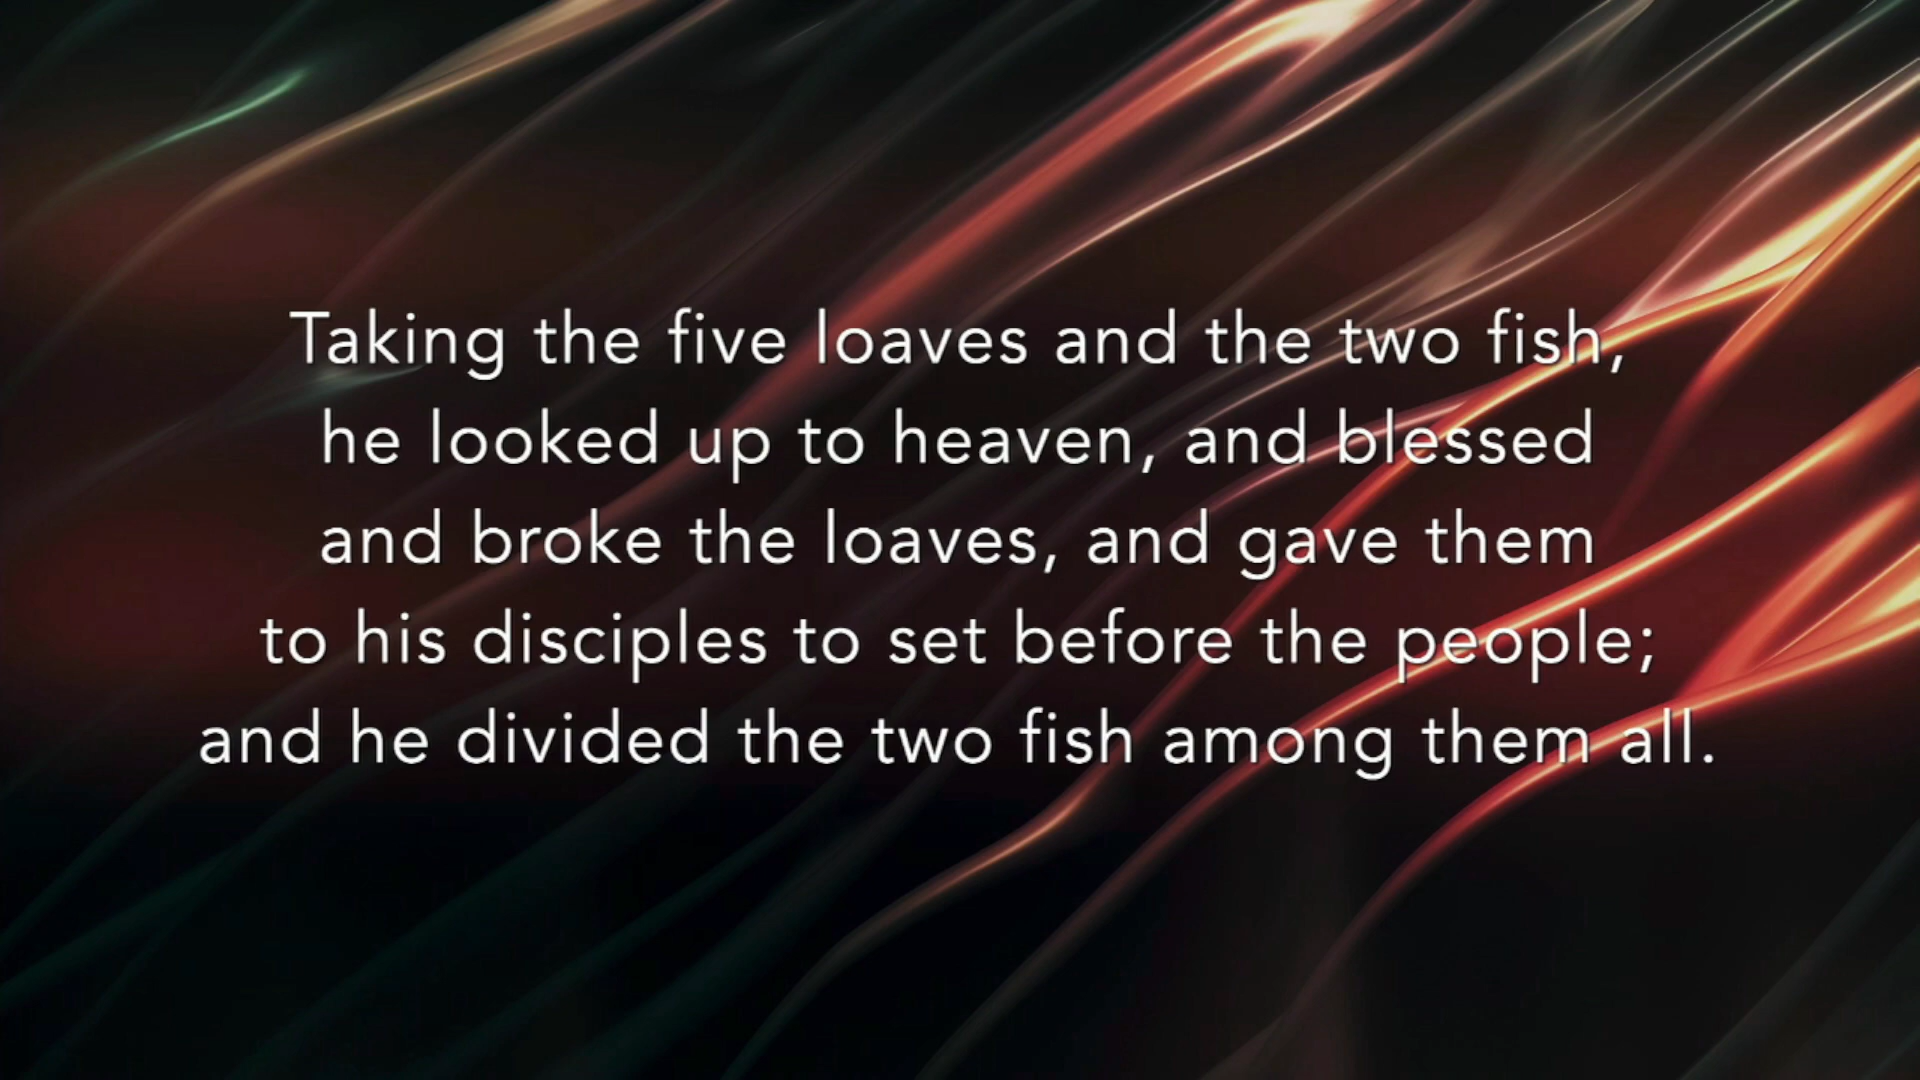 Taking the five loaves and the two fish,
he looked up to heaven, and blessed
and broke the loaves, and gave them
to his disciples to set before the people;
and he divided the two fish among them all.